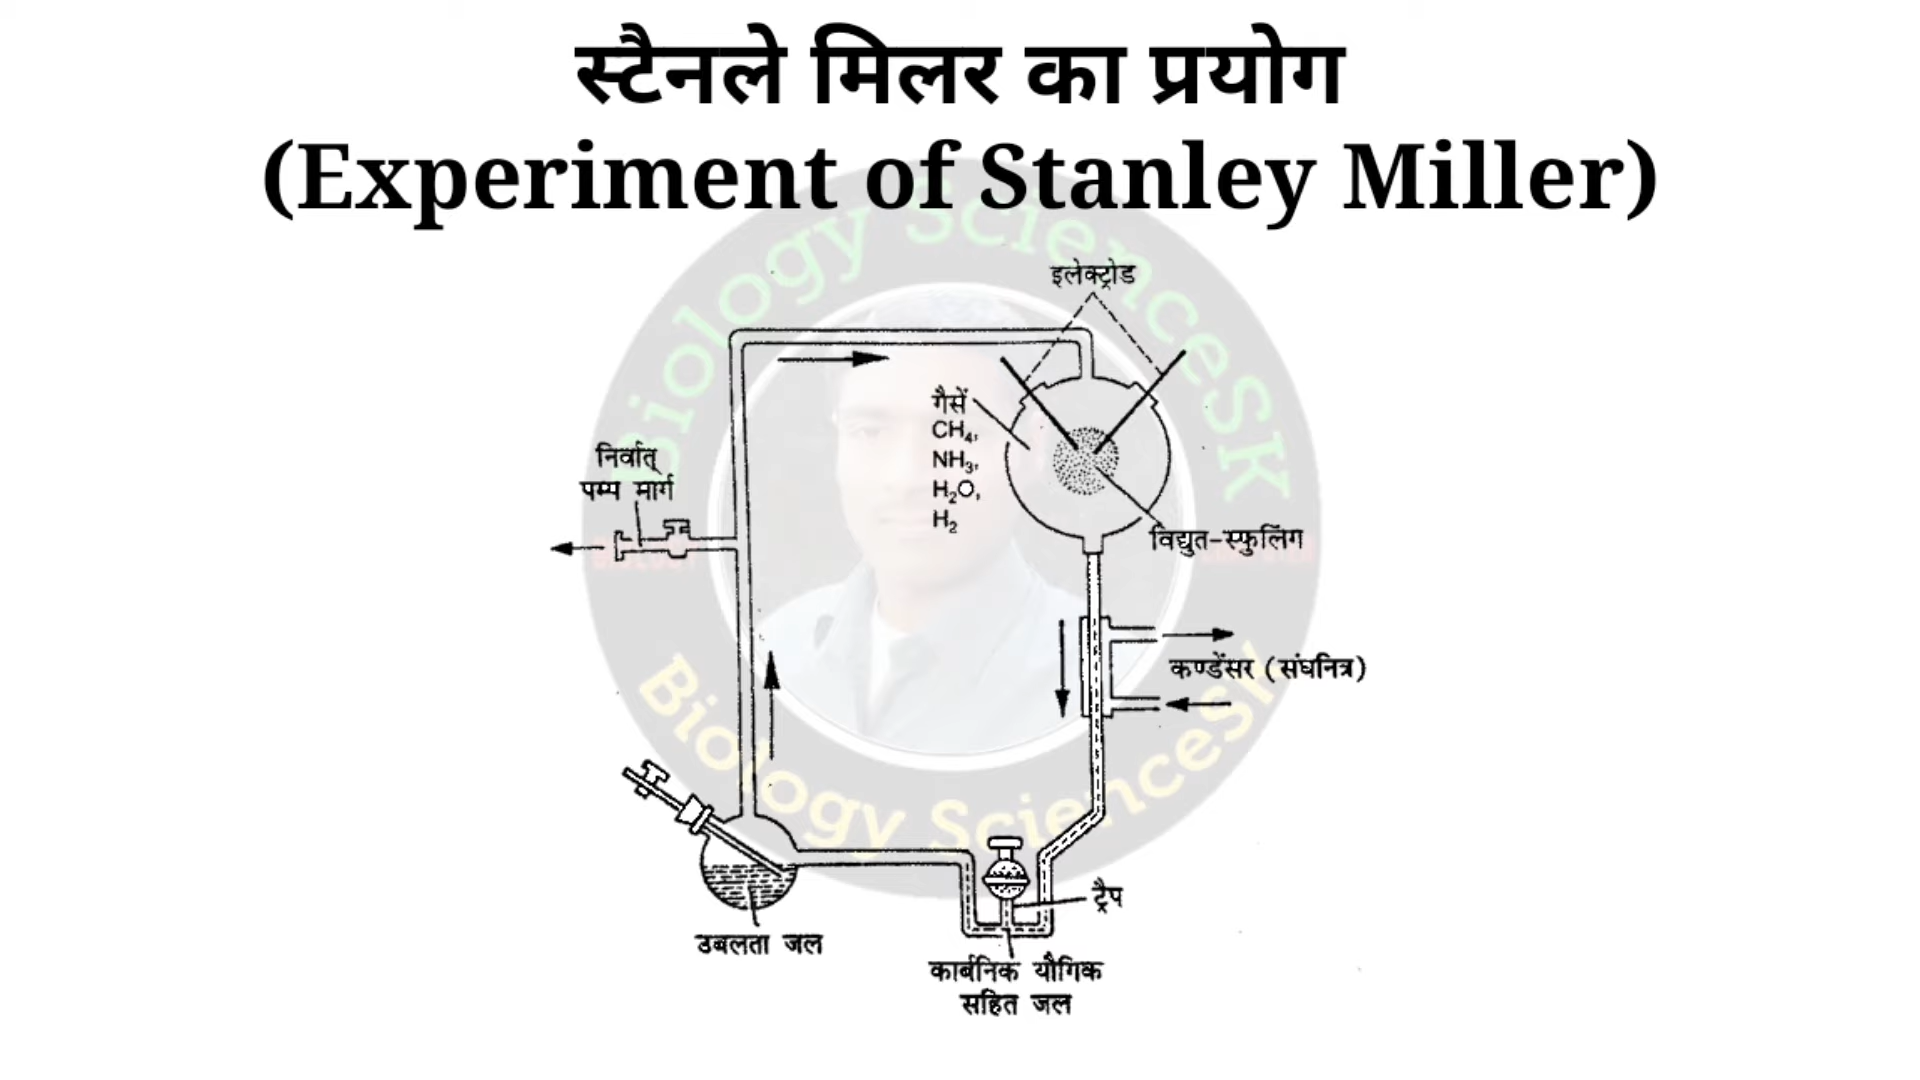 स्टैनले मिलर का प्रयोग
(Experiment of Stanley Miller)
इलेक्ट्रोड
गैसें
CH₄,
NH₃,
H₂O,
H₂
निर्वात्
पम्प मार्ग
विद्युत-स्फुलिंग
कण्डेंसर (संघनित्र)
ट्रैप
उबलता जल
कार्बनिक यौगिक
सहित जल
Biology ScienceSK
Biology ScienceSK